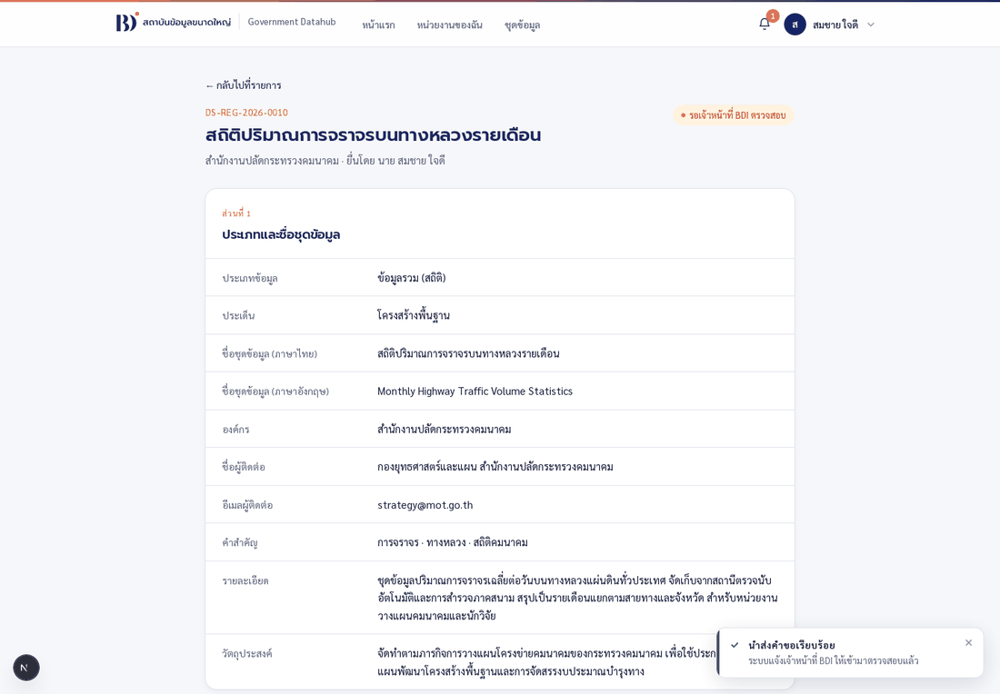 BD สถาบันข้อมูลขนาดใหญ่ Government Datahub หน้าแรก หน่วยงานของฉัน ชุดข้อมูล 1 ส สมชาย ใจดี
← กลับไปที่รายการ
DS-REG-2026-0010
รอเจ้าหน้าที่ BDI ตรวจสอบ
สถิติปริมาณการจราจรบนทางหลวงรายเดือน
สำนักงานปลัดกระทรวงคมนาคม · ยื่นโดย นาย สมชาย ใจดี
ส่วนที่ 1
ประเภทและชื่อชุดข้อมูล
ประเภทข้อมูล ข้อมูลรวม (สถิติ)
ประเด็น โครงสร้างพื้นฐาน
ชื่อชุดข้อมูล (ภาษาไทย) สถิติปริมาณการจราจรบนทางหลวงรายเดือน
ชื่อชุดข้อมูล (ภาษาอังกฤษ) Monthly Highway Traffic Volume Statistics
องค์กร สำนักงานปลัดกระทรวงคมนาคม
ชื่อผู้ติดต่อ กองยุทธศาสตร์และแผน สำนักงานปลัดกระทรวงคมนาคม
อีเมลผู้ติดต่อ strategy@mot.go.th
คำสำคัญ การจราจร · ทางหลวง · สถิติคมนาคม
รายละเอียด ชุดข้อมูลปริมาณการจราจรเฉลี่ยต่อวันบนทางหลวงแผ่นดินทั่วประเทศ จัดเก็บจากสถานีตรวจนับ
อัตโนมัติและการสำรวจภาคสนาม สรุปเป็นรายเดือนแยกตามสายทางและจังหวัด สำหรับหน่วยงาน
วางแผนคมนาคมและนักวิจัย
วัตถุประสงค์ จัดทำตามภารกิจการวางแผนโครงข่ายคมนาคมของกระทรวงคมนาคม เพื่อใช้ประก
แผนพัฒนาโครงสร้างพื้นฐานและการจัดสรรงบประมาณบำรุงทาง
นำส่งคำขอเรียบร้อย
ระบบแจ้งเจ้าหน้าที่ BDI ให้เข้ามาตรวจสอบแล้ว
N